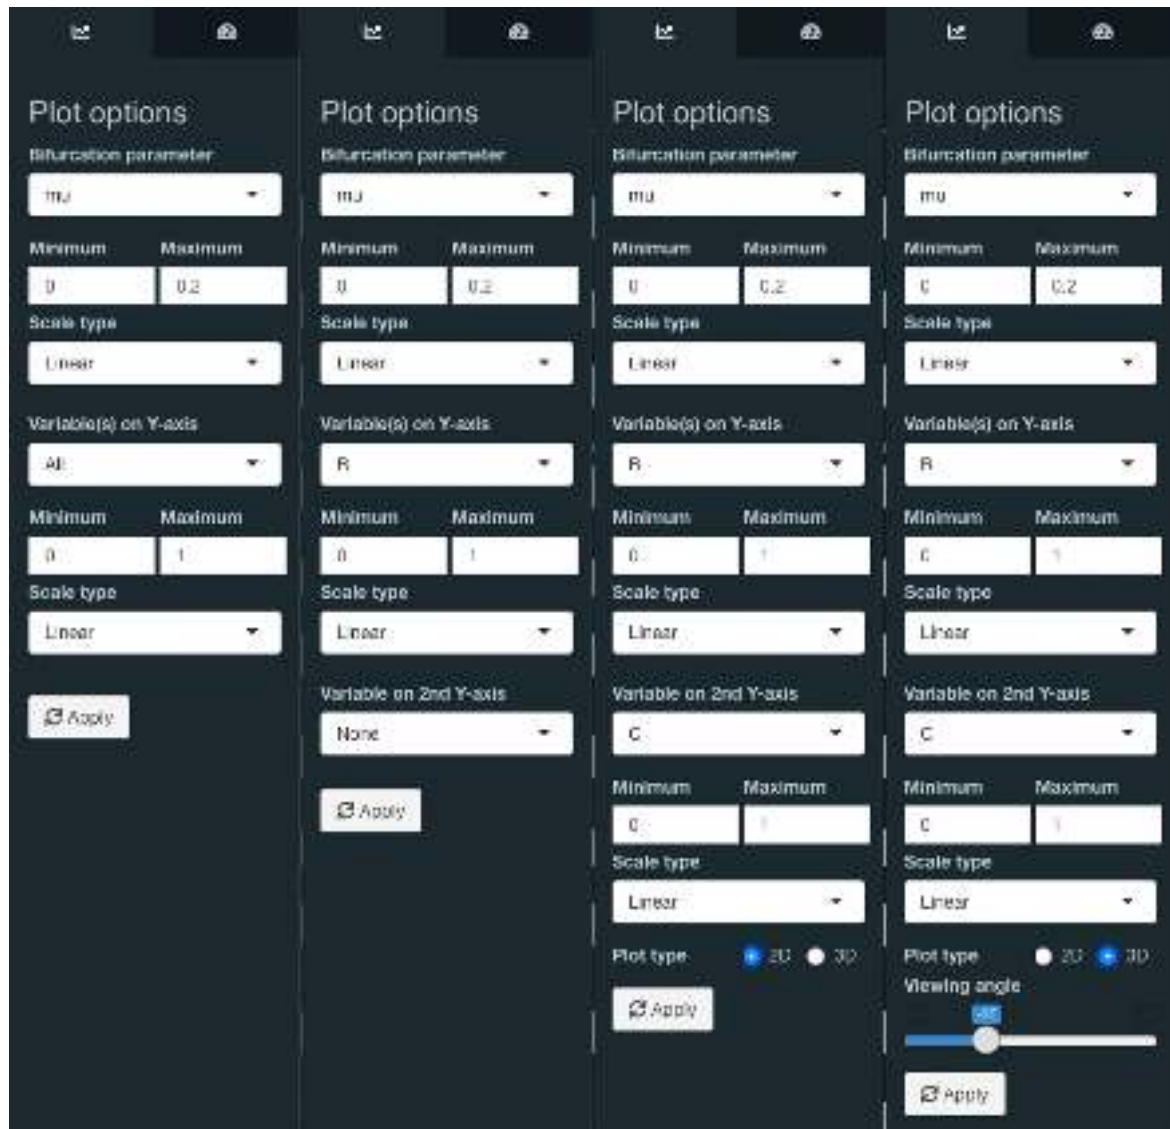 Plot options
Bifurcation parameter
mu
Minimum Maximum
0 0.2
Scale type
Linear
Variable(s) on Y-axis
All
Minimum Maximum
0 1
Scale type
Linear
Apply
Plot options
Bifurcation parameter
mu
Minimum Maximum
0 0.2
Scale type
Linear
Variable(s) on Y-axis
R
Minimum Maximum
0 1
Scale type
Linear
Variable on 2nd Y-axis
None
Apply
Plot options
Bifurcation parameter
mu
Minimum Maximum
0 0.2
Scale type
Linear
Variable(s) on Y-axis
R
Minimum Maximum
0 1
Scale type
Linear
Variable on 2nd Y-axis
C
Minimum Maximum
0 1
Scale type
Linear
Plot type 2D 3D
Apply
Plot options
Bifurcation parameter
mu
Minimum Maximum
0 0.2
Scale type
Linear
Variable(s) on Y-axis
R
Minimum Maximum
0 1
Scale type
Linear
Variable on 2nd Y-axis
C
Minimum Maximum
0 1
Scale type
Linear
Plot type 2D 3D
Viewing angle
Apply